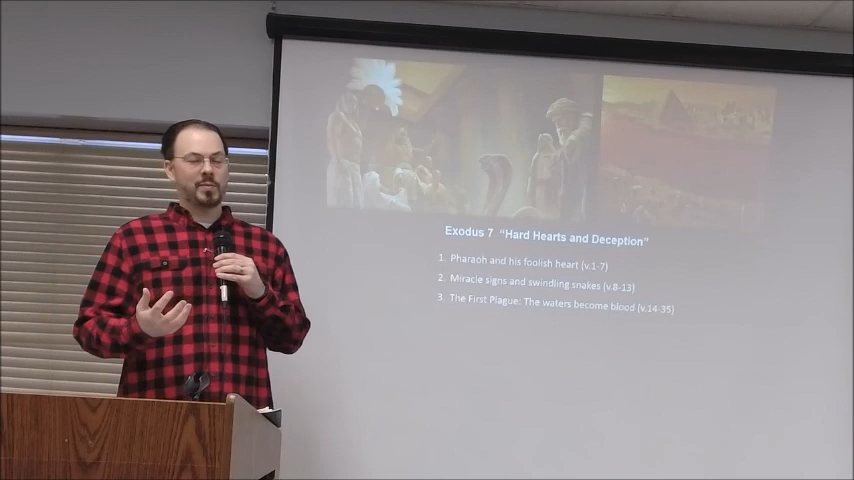 Exodus 7 "Hard Hearts and Deception"
1. Pharaoh and his foolish heart (v.1-7)
2. Miracle signs and swindling snakes (v.8-13)
3. The First Plague: The waters become blood (v.14-35)